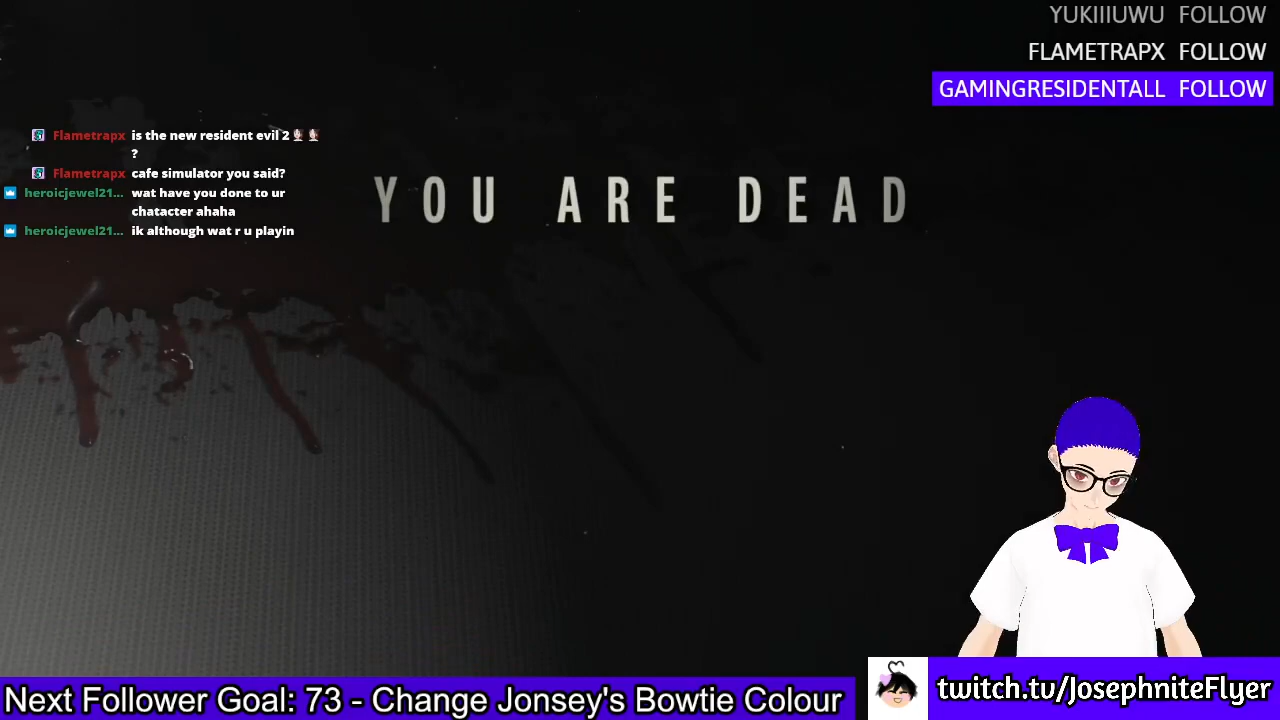 YUKIIIUWU FOLLOW
FLAMETRAPX FOLLOW
GAMINGRESIDENTALL FOLLOW
Flametrapx is the new resident evil 2
?
Flametrapx cafe simulator you said?
heroicjewel21... wat have you done to ur
chatacter ahaha
heroicjewel21... ik although wat r u playin
YOU ARE DEAD
Next Follower Goal: 73 - Change Jonsey's Bowtie Colour
twitch.tv/JosephniteFlyer